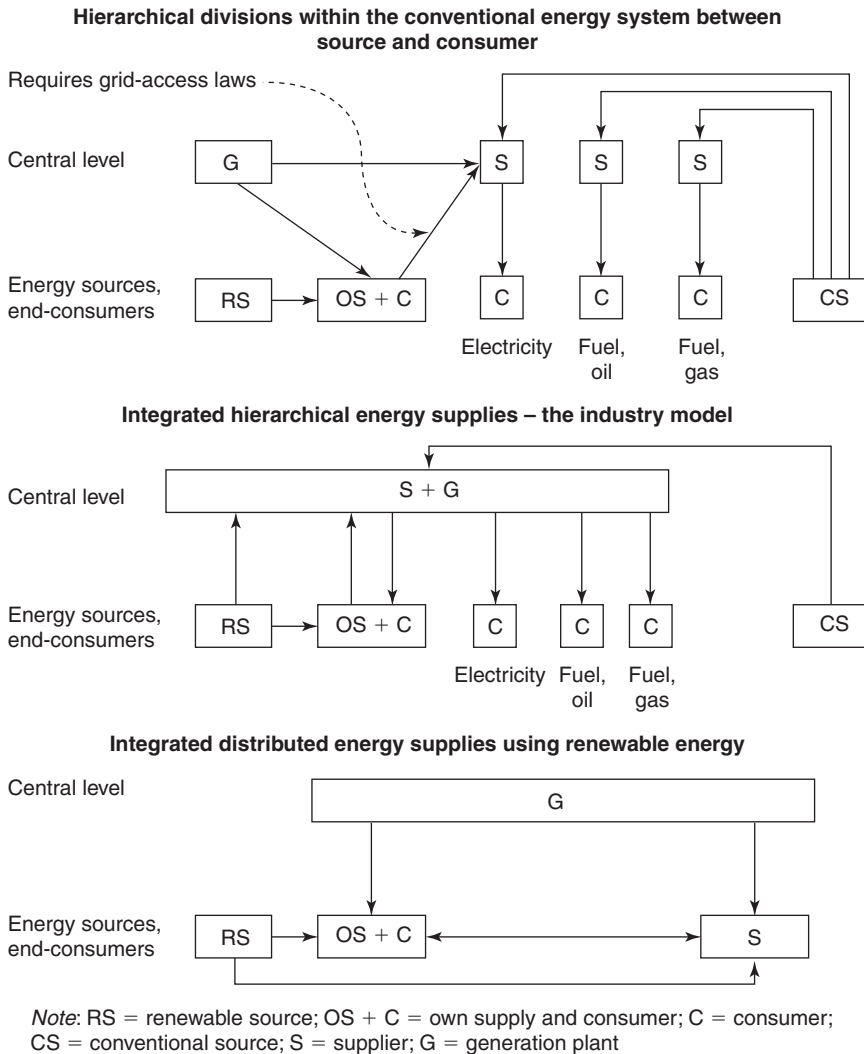 Hierarchical divisions within the conventional energy system between
source and consumer
Requires grid-access laws
Central level
G
S
S
S
Energy sources,
end-consumers
RS
OS + C
C
C
C
CS
Electricity
Fuel,
oil
Fuel,
gas
Integrated hierarchical energy supplies – the industry model
Central level
S + G
Energy sources,
end-consumers
RS
OS + C
C
C
C
CS
Electricity
Fuel,
oil
Fuel,
gas
Integrated distributed energy supplies using renewable energy
Central level
G
Energy sources,
end-consumers
RS
OS + C
S
Note: RS = renewable source; OS + C = own supply and consumer; C = consumer;
CS = conventional source; S = supplier; G = generation plant